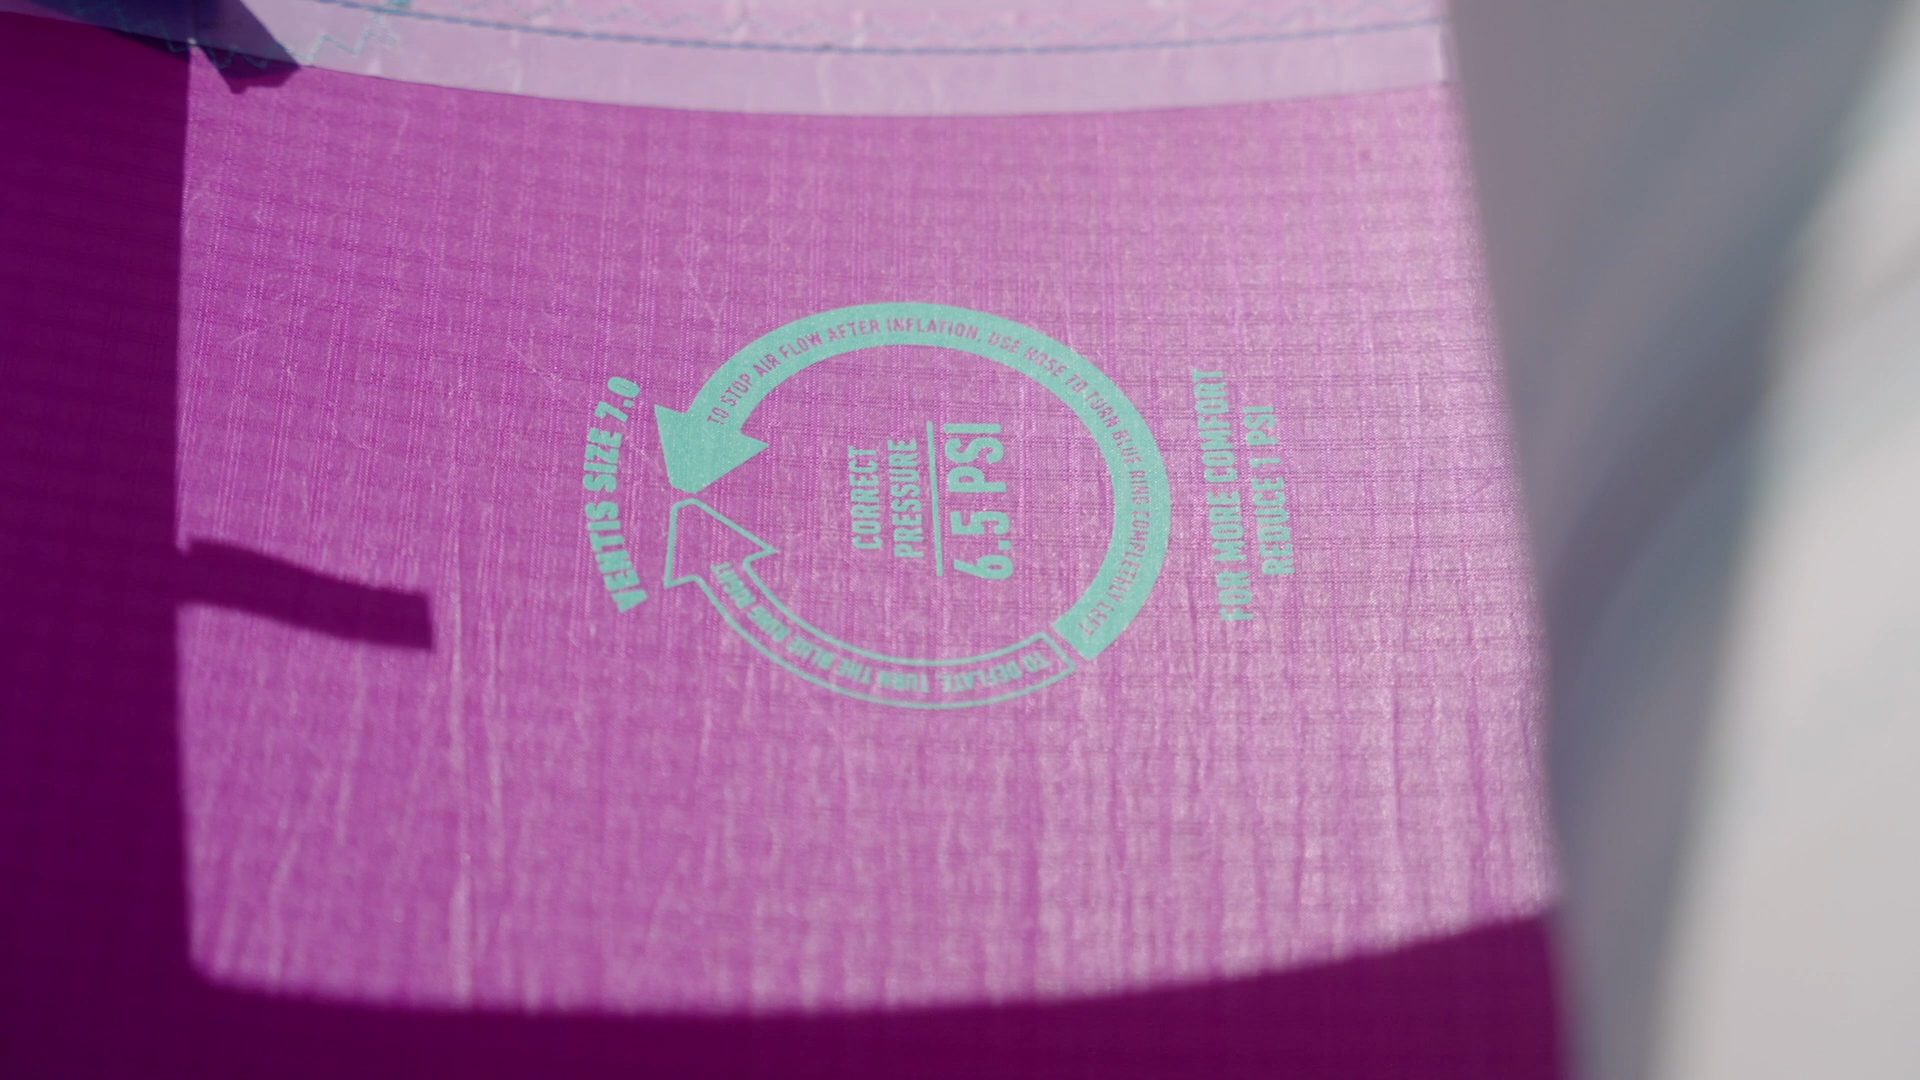 VENTIS SIZE 7.0
TO STOP AIR FLOW AFTER INFLATION, USE HOSE TO TURN BLUE RING COMPLETELY LEFT
CORRECT
PRESSURE
6.5 PSI
TO DEFLATE, TURN THE BLUE RING RIGHT
FOR MORE COMFORT
REDUCE 1 PSI